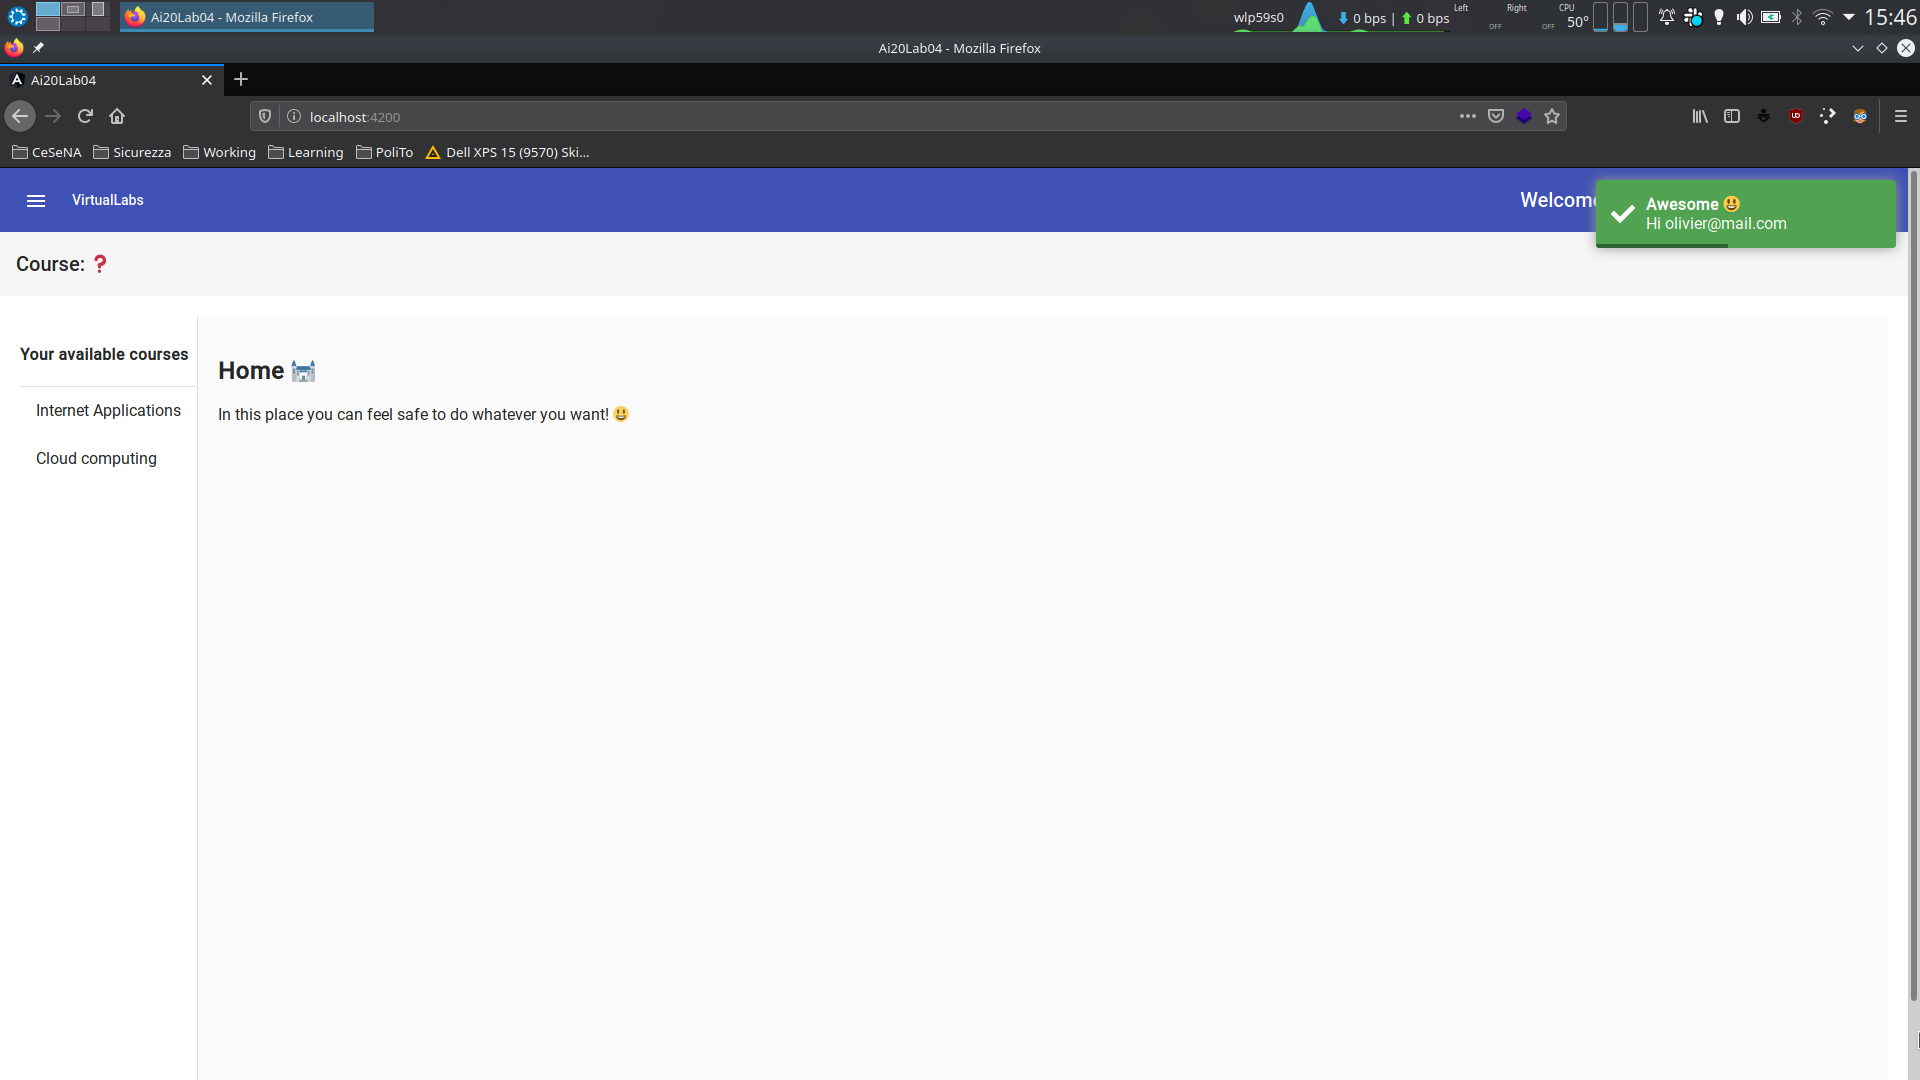 Ai20Lab04 - Mozilla Firefox
wlp59s0
0 bps | 0 bps
Left
OFF
Right
OFF
CPU
50°
15:46
Ai20Lab04 - Mozilla Firefox
Ai20Lab04
localhost:4200
CeSeNA
Sicurezza
Working
Learning
PoliTo
Dell XPS 15 (9570) Ski...
VirtualLabs
Awesome 😃
Hi olivier@mail.com
Course: ❓
Your available courses
Internet Applications
Cloud computing
Home 🏰
In this place you can feel safe to do whatever you want! 😃